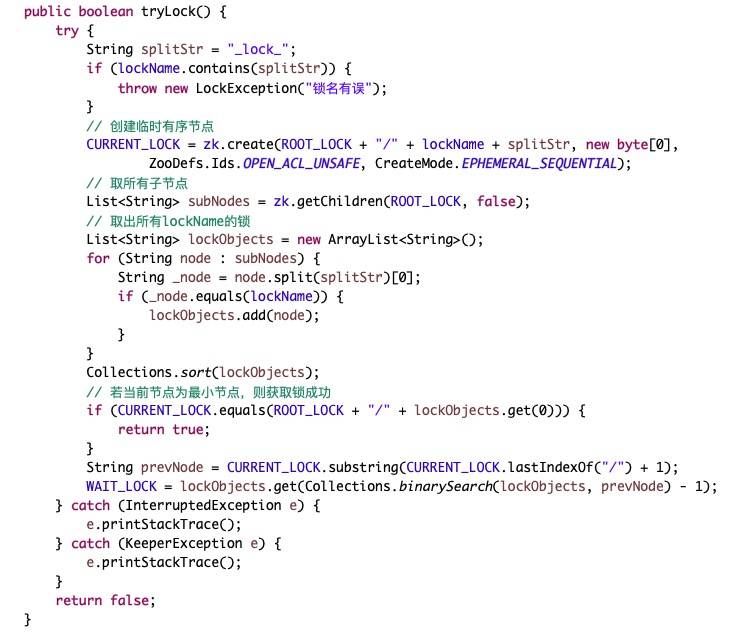 public boolean tryLock() {
    try {
        String splitStr = "_lock_";
        if (lockName.contains(splitStr)) {
            throw new LockException("锁名有误");
        }
        // 创建临时有序节点
        CURRENT_LOCK = zk.create(ROOT_LOCK + "/" + lockName + splitStr, new byte[0],
                ZooDefs.Ids.OPEN_ACL_UNSAFE, CreateMode.EPHEMERAL_SEQUENTIAL);
        // 取所有子节点
        List<String> subNodes = zk.getChildren(ROOT_LOCK, false);
        // 取出所有lockName的锁
        List<String> lockObjects = new ArrayList<String>();
        for (String node : subNodes) {
            String _node = node.split(splitStr)[0];
            if (_node.equals(lockName)) {
                lockObjects.add(node);
            }
        }
        Collections.sort(lockObjects);
        // 若当前节点为最小节点，则获取锁成功
        if (CURRENT_LOCK.equals(ROOT_LOCK + "/" + lockObjects.get(0))) {
            return true;
        }
        String prevNode = CURRENT_LOCK.substring(CURRENT_LOCK.lastIndexOf("/") + 1);
        WAIT_LOCK = lockObjects.get(Collections.binarySearch(lockObjects, prevNode) - 1);
    } catch (InterruptedException e) {
        e.printStackTrace();
    } catch (KeeperException e) {
        e.printStackTrace();
    }
    return false;
}